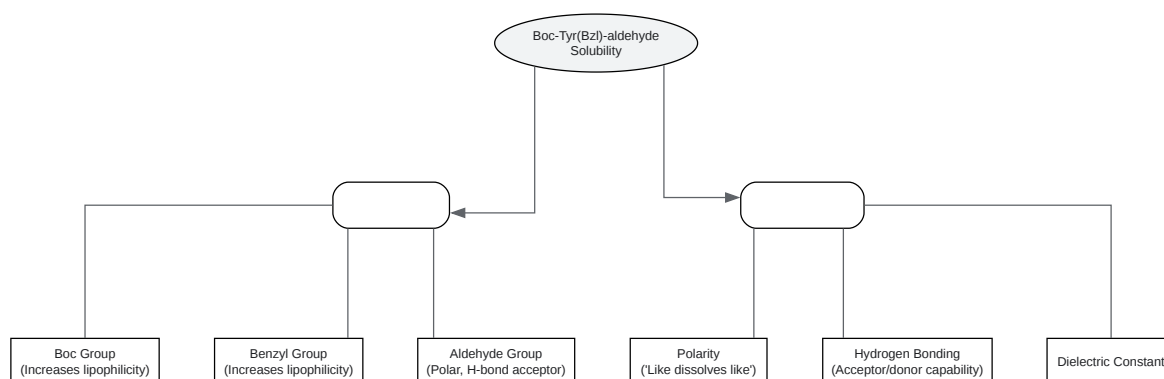 Boc-Tyr(Bzl)-aldehyde
Solubility
Boc Group
(Increases lipophilicity)
Benzyl Group
(Increases lipophilicity)
Aldehyde Group
(Polar, H-bond acceptor)
Polarity
('Like dissolves like')
Hydrogen Bonding
(Acceptor/donor capability)
Dielectric Constant